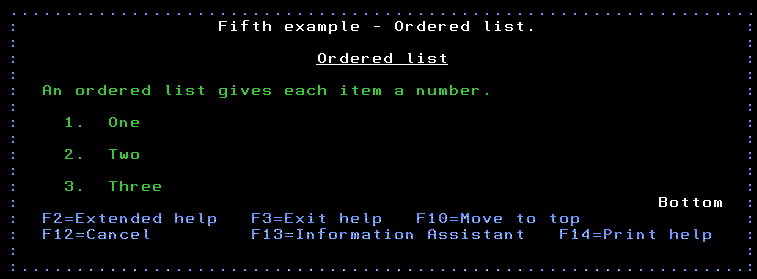 Fifth example - Ordered list.
Ordered list
An ordered list gives each item a number.
1. One
2. Two
3. Three
Bottom
F2=Extended help F3=Exit help F10=Move to top
F12=Cancel F13=Information Assistant F14=Print help